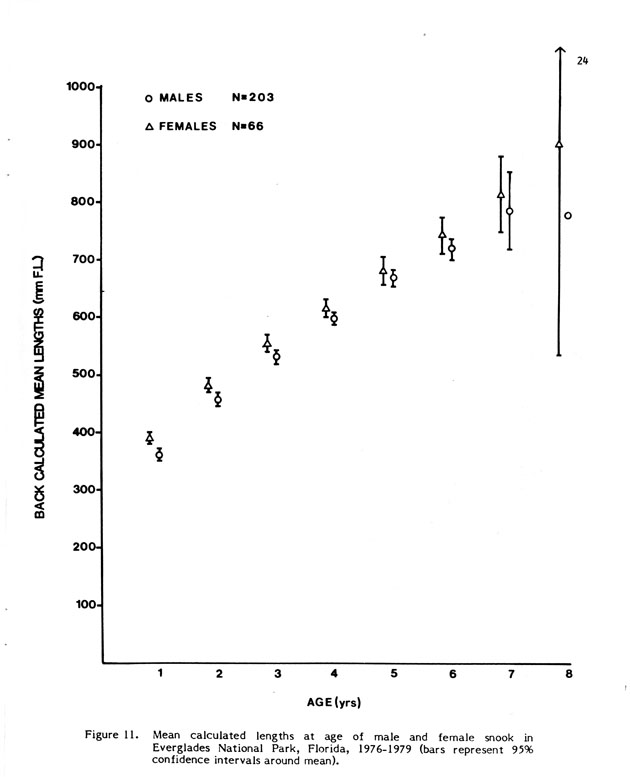 24
1000
○ MALES N=203
△ FEMALES N=66
900
800
700
600
500
400
300
200
100
BACK CALCULATED MEAN LENGTHS (mm F.L.)
1 2 3 4 5 6 7 8
AGE (yrs)
Figure 11. Mean calculated lengths at age of male and female snook in
Everglades National Park, Florida, 1976-1979 (bars represent 95%
confidence intervals around mean).